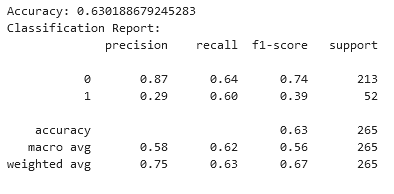 Accuracy: 0.630188679245283
Classification Report:
precision recall f1-score support
0 0.87 0.64 0.74 213
1 0.29 0.60 0.39 52
accuracy 0.63 265
macro avg 0.58 0.62 0.56 265
weighted avg 0.75 0.63 0.67 265